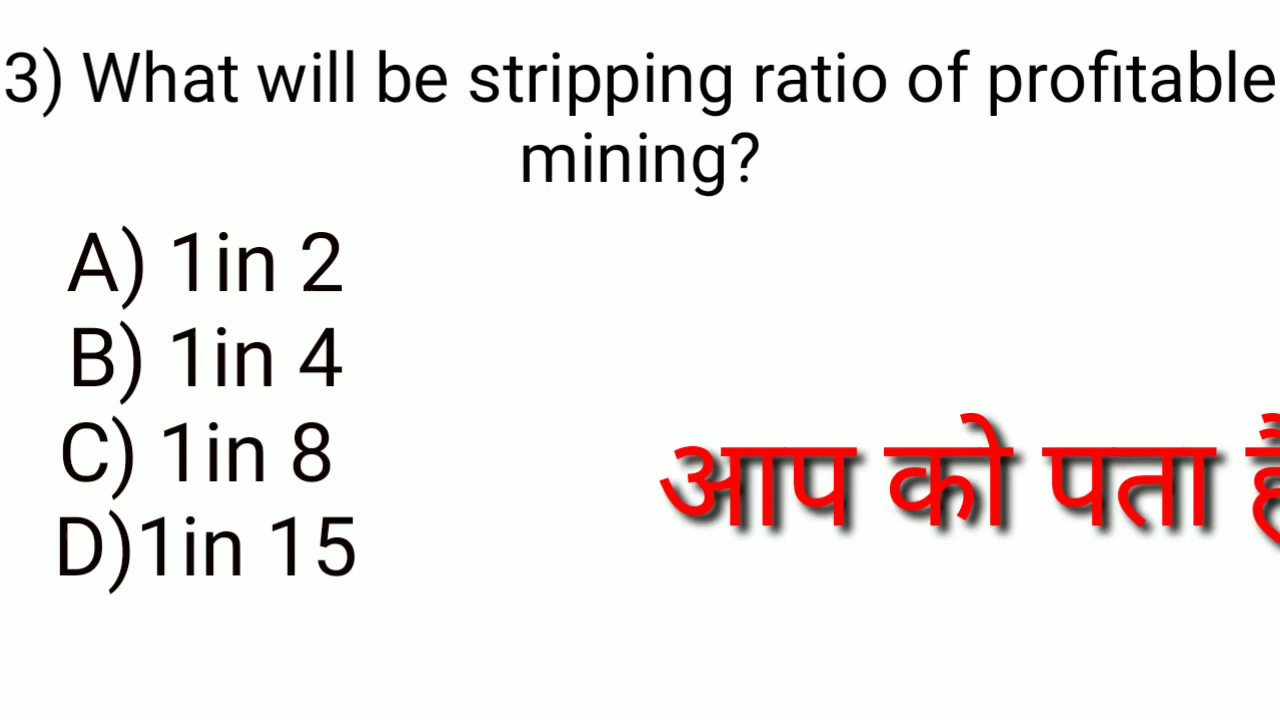 3) What will be stripping ratio of profitable
mining?
A) 1in 2
B) 1in 4
C) 1in 8
D)1in 15
आप को पता